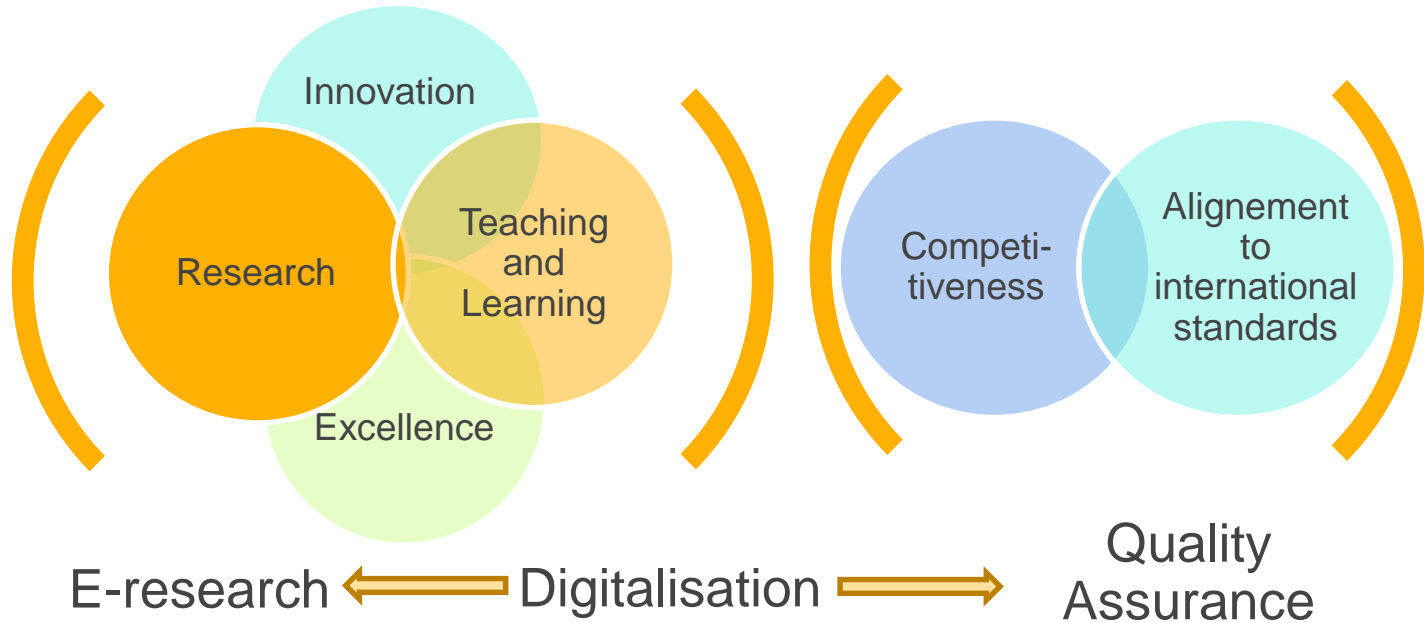 Innovation
Research
Teaching
and
Learning
Excellence
Competi-
tiveness
Alignement
to
international
standards
E-research
Digitalisation
Quality
Assurance